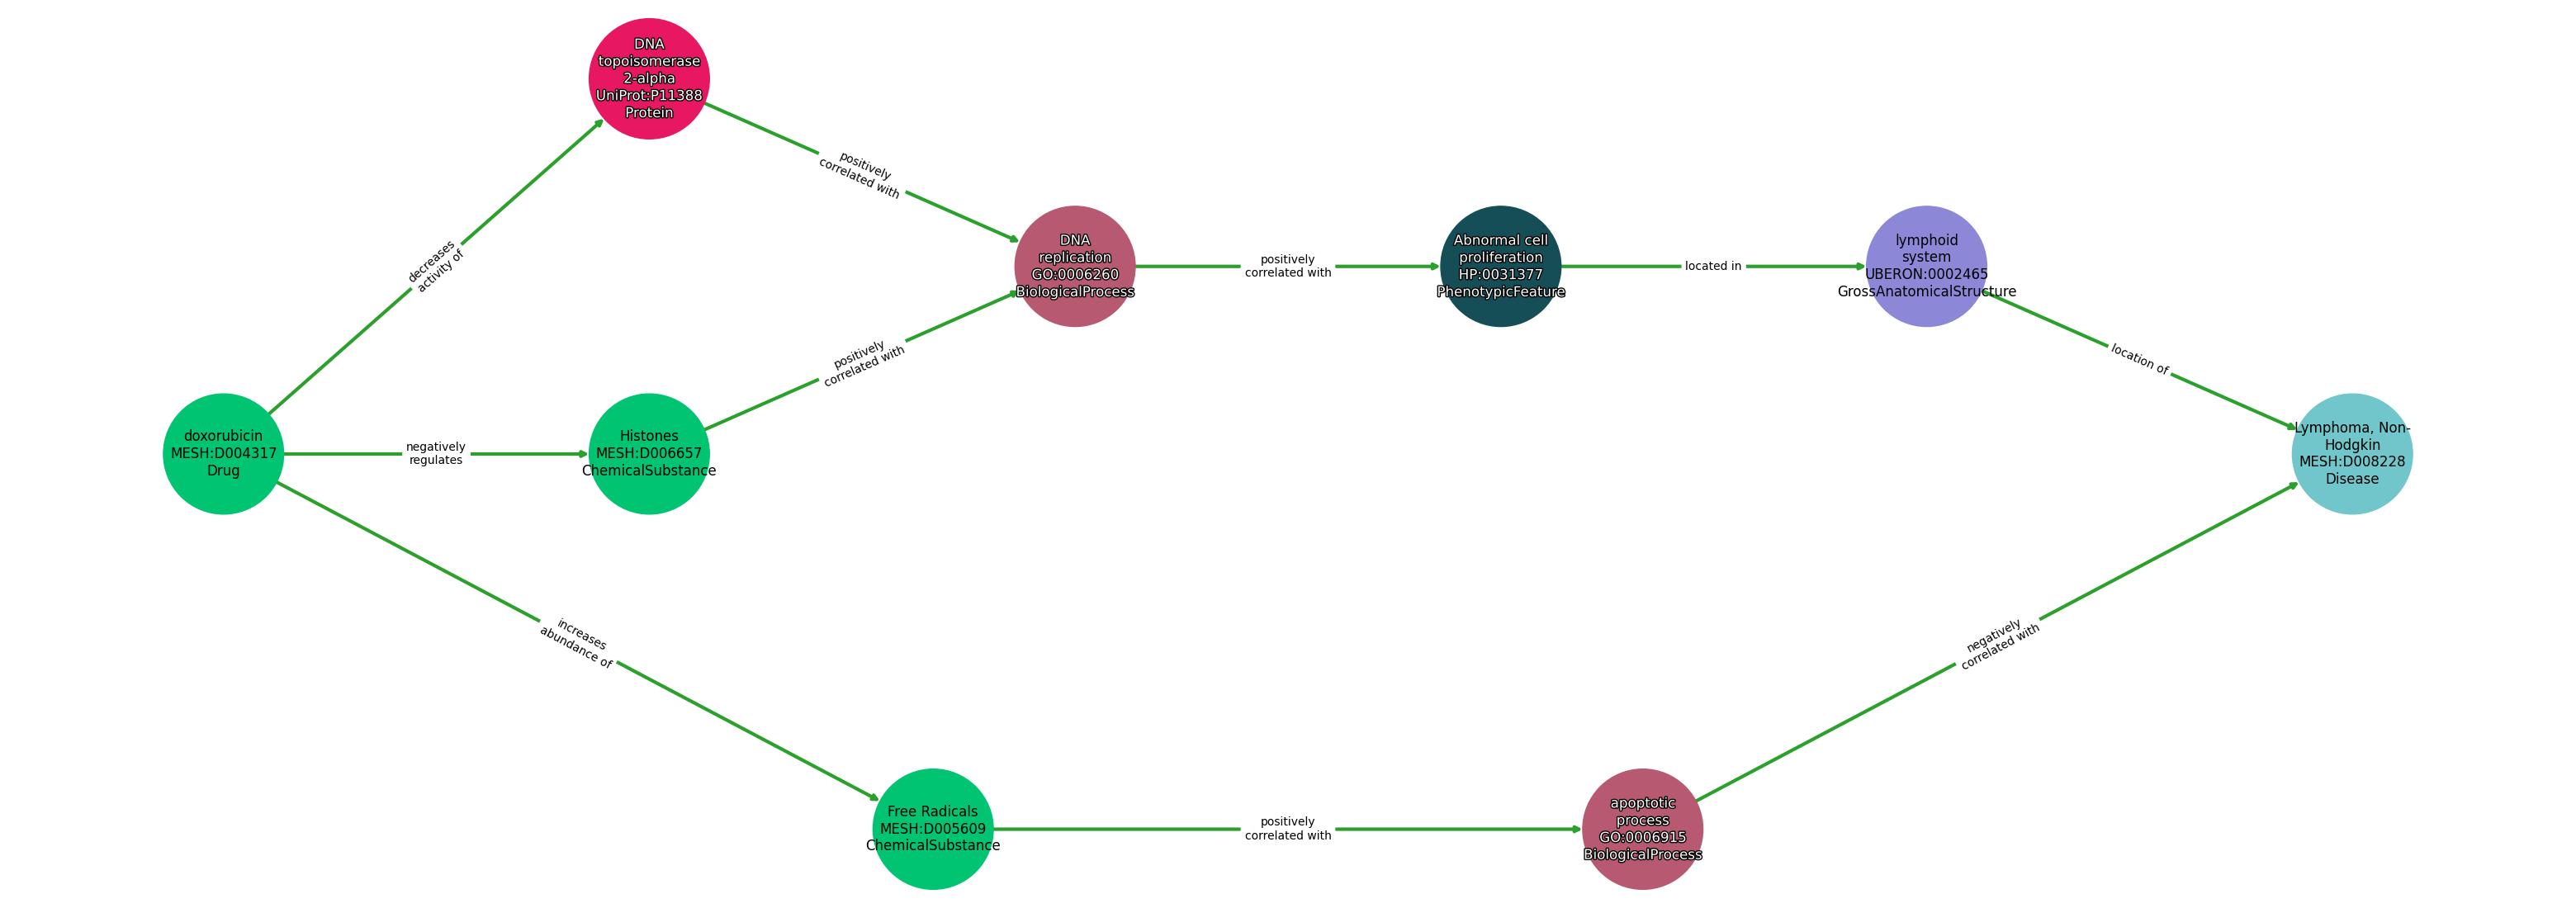 DNA
topoisomerase
2-alpha
UniProt:P11388
Protein
positively
correlated with
decreases
activity of
DNA
replication
GO:0006260
BiologicalProcess
positively
correlated with
Abnormal cell
proliferation
HP:0031377
PhenotypicFeature
located in
lymphoid
system
UBERON:0002465
GrossAnatomicalStructure
positively
correlated with
location of
doxorubicin
MESH:D004317
Drug
negatively
regulates
Histones
MESH:D006657
ChemicalSubstance
Lymphoma, Non-
Hodgkin
MESH:D008228
Disease
increases
abundance of
negatively
correlated with
Free Radicals
MESH:D005609
ChemicalSubstance
positively
correlated with
apoptotic
process
GO:0006915
BiologicalProcess